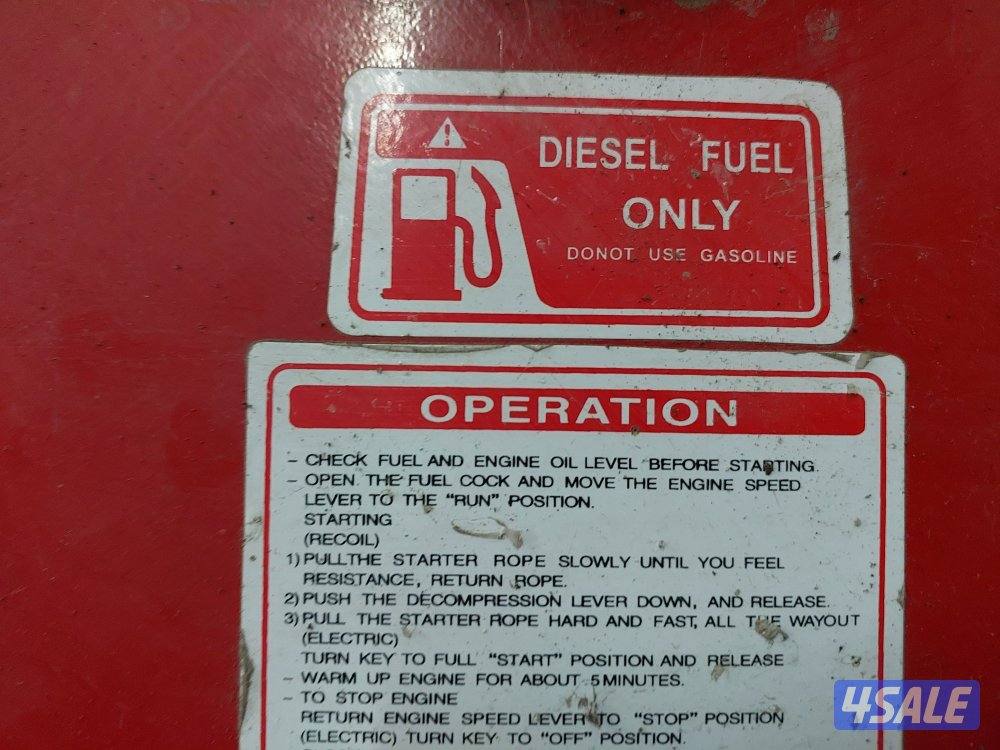 DIESEL FUEL
ONLY
DONOT USE GASOLINE
OPERATION
- CHECK FUEL AND ENGINE OIL LEVEL BEFORE STARTING.
- OPEN THE FUEL COCK AND MOVE THE ENGINE SPEED
LEVER TO THE "RUN" POSITION.
STARTING
(RECOIL)
1) PULLTHE STARTER ROPE SLOWLY UNTIL YOU FEEL
RESISTANCE, RETURN ROPE.
2) PUSH THE DECOMPRESSION LEVER DOWN, AND RELEASE.
3) PULL THE STARTER ROPE HARD AND FAST, ALL THE WAYOUT
(ELECTRIC)
TURN KEY TO FULL "START" POSITION AND RELEASE
- WARM UP ENGINE FOR ABOUT 5 MINUTES.
- TO STOP ENGINE
RETURN ENGINE SPEED LEVER TO "STOP" POSITION
(ELECTRIC) TURN KEY TO "OFF" POSITION.
4SALE